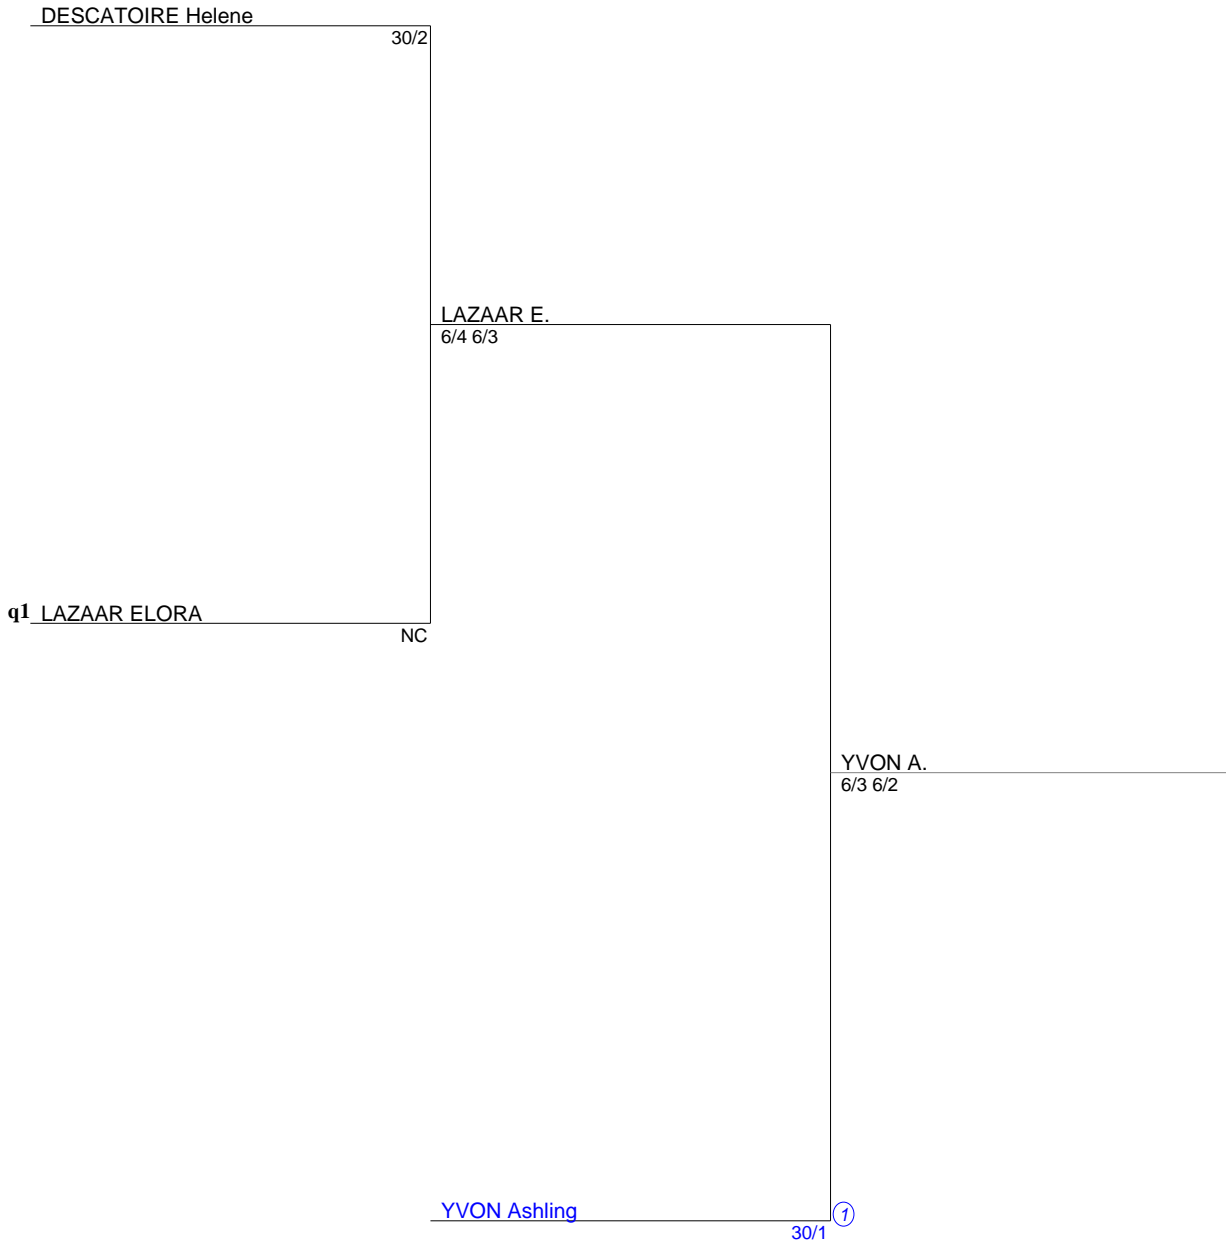 DESCATOIRE Helene
30/2
LAZAAR E.
6/4 6/3
q1 LAZAAR ELORA
NC
YVON A.
6/3 6/2
YVON Ashling 1
30/1